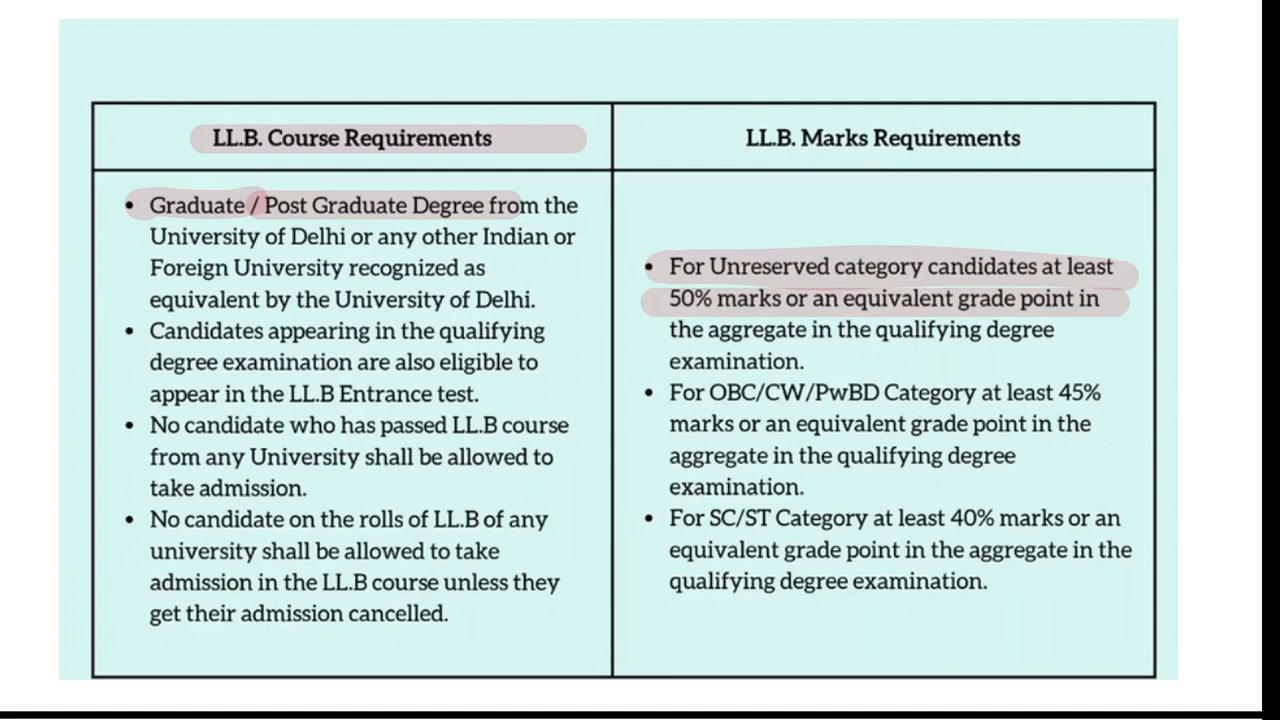 LL.B. Course Requirements
Graduate / Post Graduate Degree from the
University of Delhi or any other Indian or
Foreign University recognized as
equivalent by the University of Delhi.
Candidates appearing in the qualifying
degree examination are also eligible to
appear in the LL.B Entrance test.
No candidate who has passed LL.B course
from any University shall be allowed to
take admission.
No candidate on the rolls of LL.B of any
university shall be allowed to take
admission in the LL.B course unless they
get their admission cancelled.
LL.B. Marks Requirements
For Unreserved category candidates at least
50% marks or an equivalent grade point in
the aggregate in the qualifying degree
examination.
For OBC/CW/PwBD Category at least 45%
marks or an equivalent grade point in the
aggregate in the qualifying degree
examination.
For SC/ST Category at least 40% marks or an
equivalent grade point in the aggregate in the
qualifying degree examination.